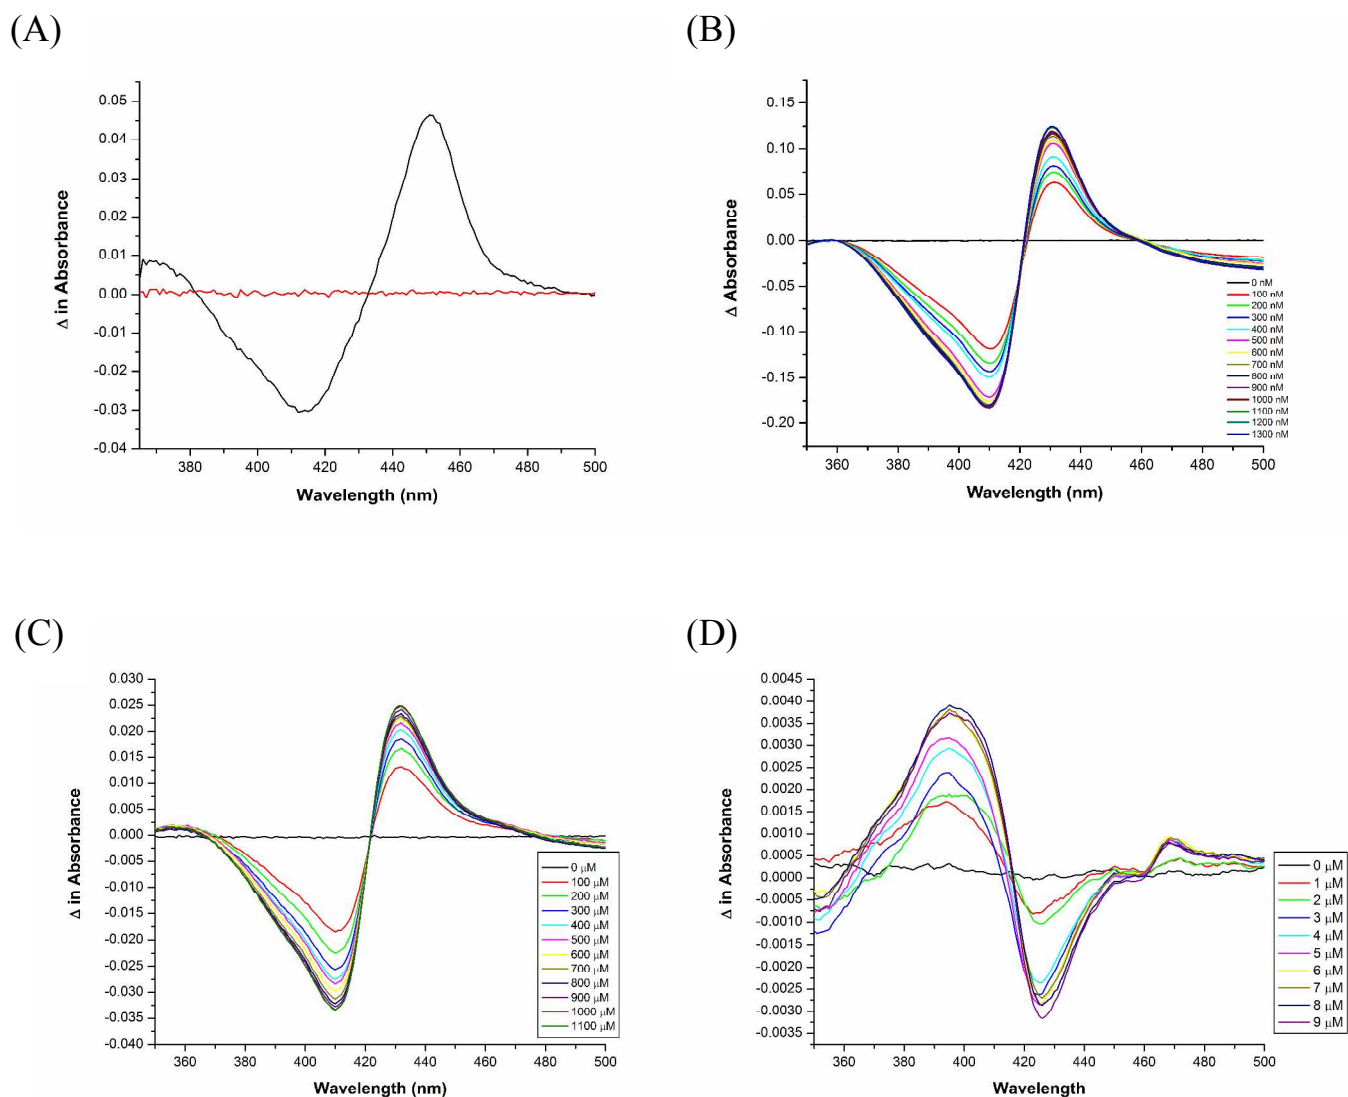 (A)
0.05
0.04
0.03
0.02
0.01
0.00
-0.01
-0.02
-0.03
-0.04
Δ in Absorbance
380 400 420 440 460 480 500
Wavelength (nm)
(B)
0.15
0.10
0.05
0.00
-0.05
-0.10
-0.15
-0.20
Δ Absorbance
0 nM
100 nM
200 nM
300 nM
400 nM
500 nM
600 nM
700 nM
800 nM
900 nM
1000 nM
1100 nM
1200 nM
1300 nM
360 380 400 420 440 460 480 500
Wavelength (nm)
(C)
0.030
0.025
0.020
0.015
0.010
0.005
0.000
-0.005
-0.010
-0.015
-0.020
-0.025
-0.030
-0.035
-0.040
Δ in Absorbance
0 µM
100 µM
200 µM
300 µM
400 µM
500 µM
600 µM
700 µM
800 µM
900 µM
1000 µM
1100 µM
360 380 400 420 440 460 480 500
Wavelength (nm)
(D)
0.0045
0.0040
0.0035
0.0030
0.0025
0.0020
0.0015
0.0010
0.0005
0.0000
-0.0005
-0.0010
-0.0015
-0.0020
-0.0025
-0.0030
-0.0035
Δ in Absorbance
0 µM
1 µM
2 µM
3 µM
4 µM
5 µM
6 µM
7 µM
8 µM
9 µM
360 380 400 420 440 460 480 500
Wavelength